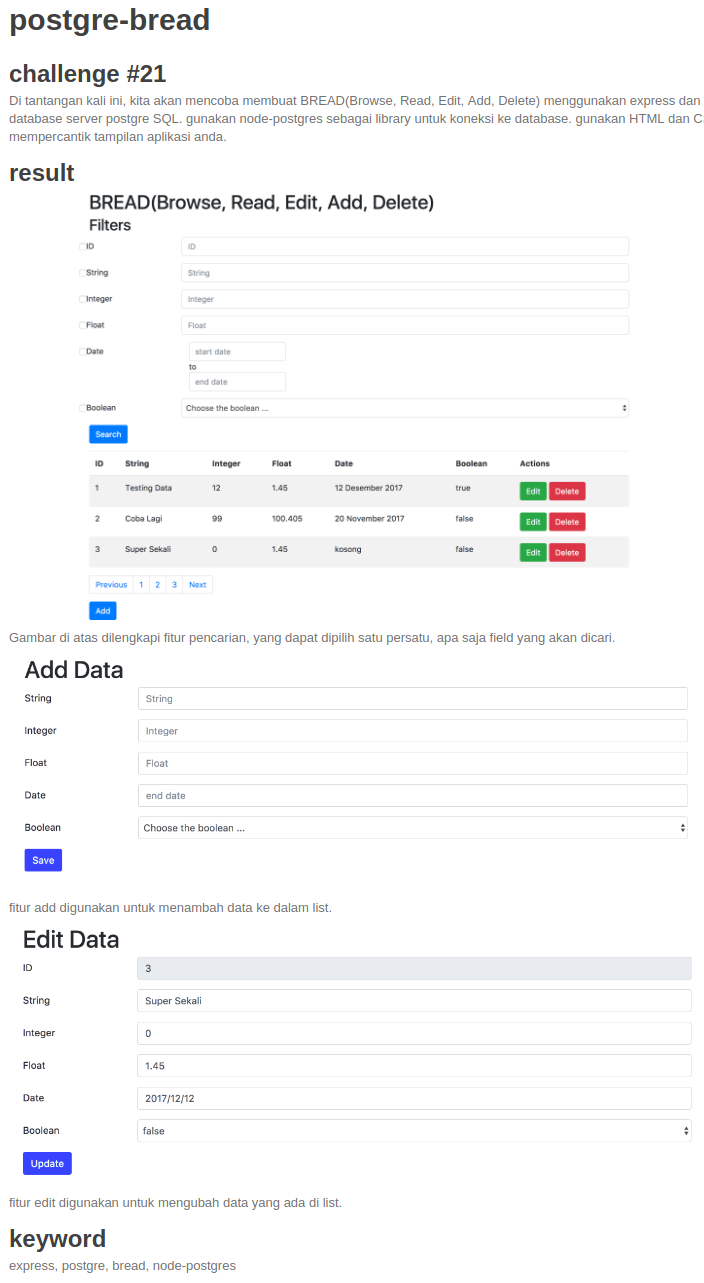 postgre-bread
challenge #21
Di tantangan kali ini, kita akan mencoba membuat BREAD(Browse, Read, Edit, Add, Delete) menggunakan express dan
database server postgre SQL. gunakan node-postgres sebagai library untuk koneksi ke database. gunakan HTML dan
mempercantik tampilan aplikasi anda.
result
BREAD(Browse, Read, Edit, Add, Delete)
Filters
ID ID
String String
Integer Integer
Float Float
Date start date
to
end date
Boolean Choose the boolean ...
Search
ID String Integer Float Date Boolean Actions
1 Testing Data 12 1.45 12 Desember 2017 true Edit Delete
2 Coba Lagi 99 100.405 20 November 2017 false Edit Delete
3 Super Sekali 0 1.45 kosong false Edit Delete
Previous 1 2 3 Next
Add
Gambar di atas dilengkapi fitur pencarian, yang dapat dipilih satu persatu, apa saja field yang akan dicari.
Add Data
String String
Integer Integer
Float Float
Date end date
Boolean Choose the boolean ...
Save
fitur add digunakan untuk menambah data ke dalam list.
Edit Data
ID 3
String Super Sekali
Integer 0
Float 1.45
Date 2017/12/12
Boolean false
Update
fitur edit digunakan untuk mengubah data yang ada di list.
keyword
express, postgre, bread, node-postgres